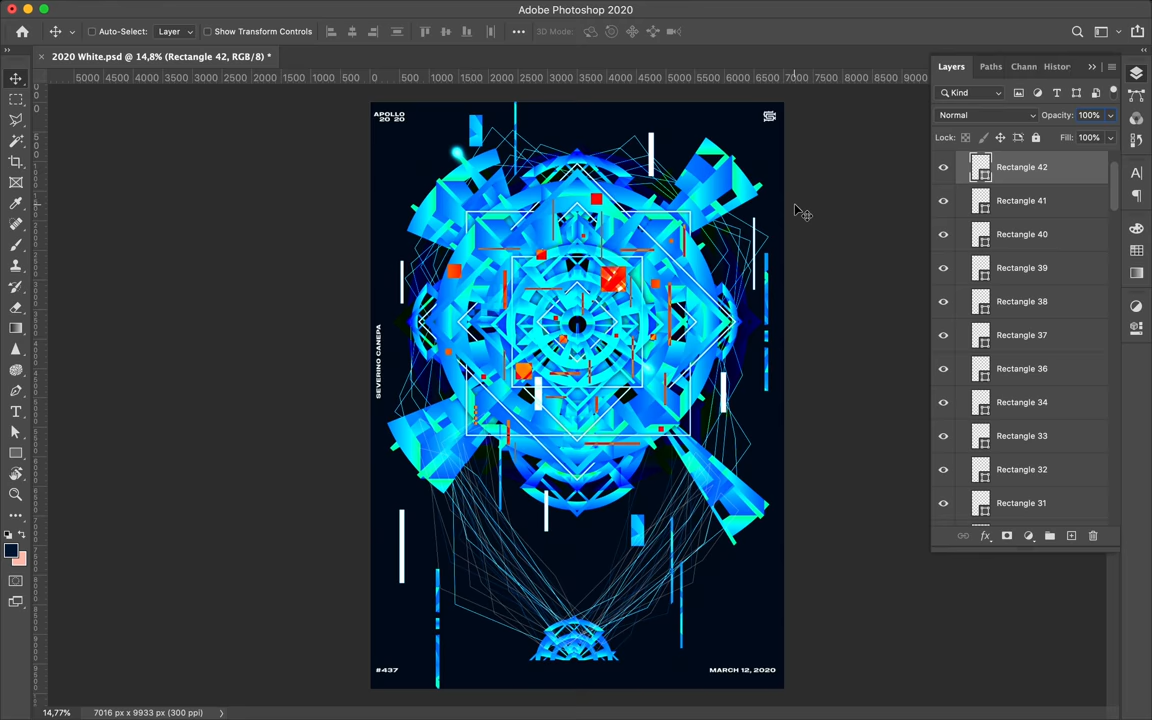 Adobe Photoshop 2020
Auto-Select:
Layer
Show Transform Controls
3D Mode:
2020 White.psd @ 14,8% (Rectangle 42, RGB/8) *
5000 4500 4000 3500 3000 2500 2000 1500 1000 500 0 500 1000 1500 2000 2500 3000 3500 4000 4500 5000 5500 6000 6500 7000 7500 8000 8500 9000
Layers
Paths
Chann
Histor
Kind
Normal
Opacity: 100%
Lock:
Fill: 100%
Rectangle 42
Rectangle 41
Rectangle 40
Rectangle 39
Rectangle 38
Rectangle 37
Rectangle 36
Rectangle 34
Rectangle 33
Rectangle 32
Rectangle 31
fx
APOLLO
20 20
SEVERINO CANEPA
#437
MARCH 12, 2020
14,77%
7016 px x 9933 px (300 ppi)